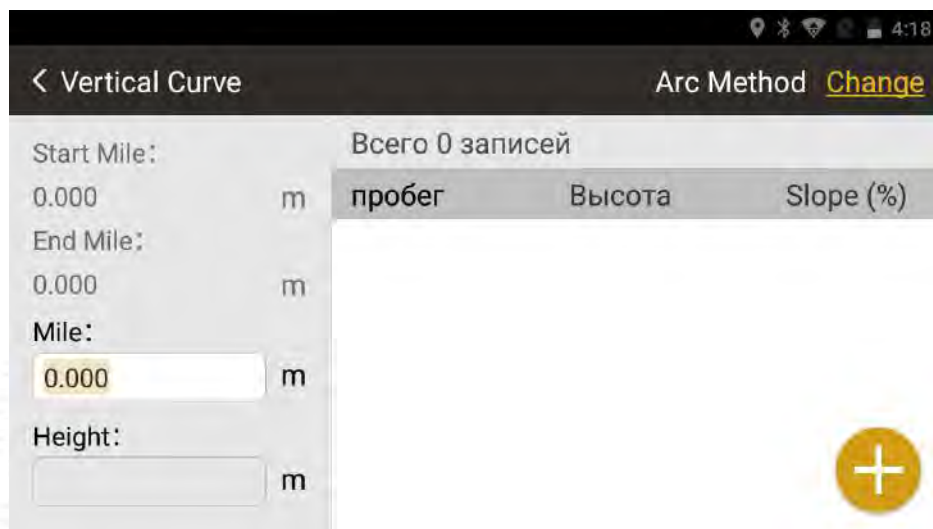 4:18
Vertical Curve
Arc Method Change
Start Mile:
0.000 m
End Mile:
0.000 m
Mile:
0.000 m
Height:
m
Всего 0 записей
пробег Высота Slope (%)